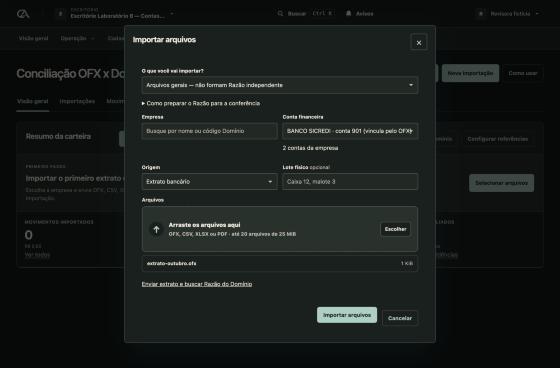 ESCRITÓRIO
Escritório Laboratório 8 — Contas...
Buscar Ctrl K
Avisos
Revisora Fictícia
Visão geral
Operação
Cadas
Importar arquivos
Conciliação OFX x Do
Nova importação
Como usar
Visão geral
Importações
Movim
O que você vai importar?
Arquivos gerais — não formam Razão independente
Como preparar o Razão para a conferência
Empresa
Conta financeira
Busque por nome ou código Domínio
BANCO SICREDI · conta 901 (vincula pelo OFX)
2 contas da empresa
Resumo da carteira
Configurar referências
PRIMEIRO PASSO
Importar o primeiro extrato d
Escolha a empresa e envie OFX, CSV, XL
importação.
Selecionar arquivos
Origem
Lote físico opcional
Extrato bancário
Caixa 12, malote 3
Arquivos
Arraste os arquivos aqui
OFX, CSV, XLSX ou PDF · até 20 arquivos de 25 MiB
Escolher
MOVIMENTOS IMPORTADOS
0
Ver todos
extrato-outubro.ofx
1 KiB
Enviar extrato e buscar Razão do Domínio
Importar arquivos
Cancelar